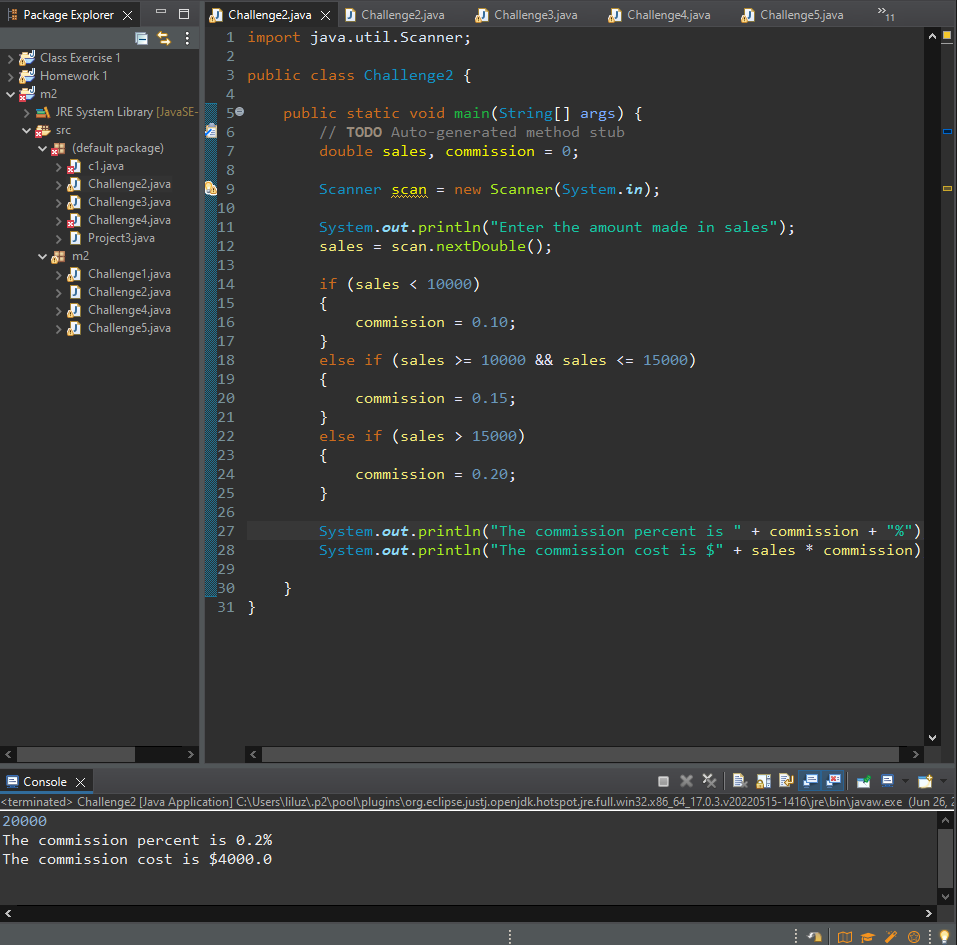 Package Explorer
Class Exercise 1
Homework 1
m2
JRE System Library [JavaSE-
src
(default package)
c1.java
Challenge2.java
Challenge3.java
Challenge4.java
Project3.java
m2
Challenge1.java
Challenge2.java
Challenge4.java
Challenge5.java
Challenge2.java Challenge2.java Challenge3.java Challenge4.java Challenge5.java »11
1 import java.util.Scanner;
2
3 public class Challenge2 {
4
5 public static void main(String[] args) {
6 // TODO Auto-generated method stub
7 double sales, commission = 0;
8
9 Scanner scan = new Scanner(System.in);
10
11 System.out.println("Enter the amount made in sales");
12 sales = scan.nextDouble();
13
14 if (sales < 10000)
15 {
16 commission = 0.10;
17 }
18 else if (sales >= 10000 && sales <= 15000)
19 {
20 commission = 0.15;
21 }
22 else if (sales > 15000)
23 {
24 commission = 0.20;
25 }
26
27 System.out.println("The commission percent is " + commission + "%")
28 System.out.println("The commission cost is $" + sales * commission)
29
30 }
31 }
Console
<terminated> Challenge2 [Java Application] C:\Users\liluz\.p2\pool\plugins\org.eclipse.justj.openjdk.hotspot.jre.full.win32.x86_64_17.0.3.v20220515-1416\jre\bin\javaw.exe (Jun 26, 2
20000
The commission percent is 0.2%
The commission cost is $4000.0